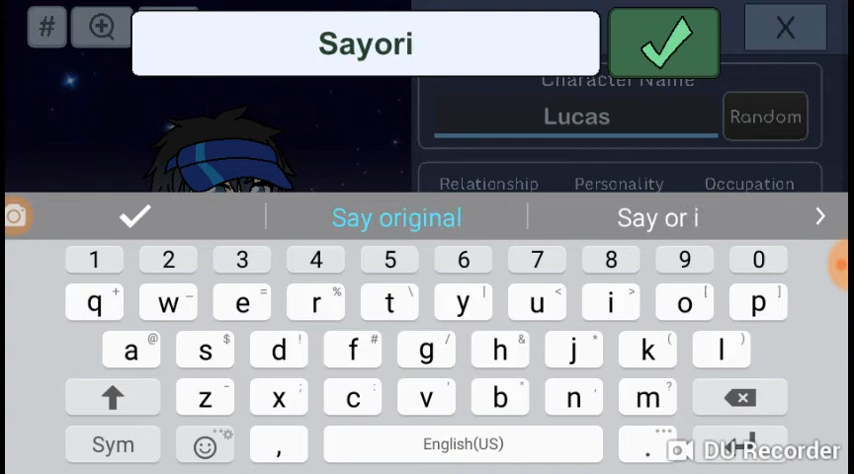 #
Sayori
X
Character Name
Lucas
Random
Relationship Personality Occupation
Say original Say or i
1 2 3 4 5 6 7 8 9 0
q+ w_ e= r% t\ y| u< i> o[ p]
a@ s$ d! f# g/ h& j* k( l)
z- x; c: v' b" n, m?
Sym , English(US) .
DU Recorder